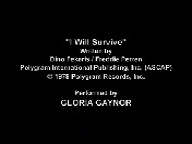 "I Will Survive"
Written by
Dino Fekaris / Freddie Perren
Polygram International Publishing, Inc. (ASCAP)
© 1978 Polygram Records, Inc.
Performed by
GLORIA GAYNOR